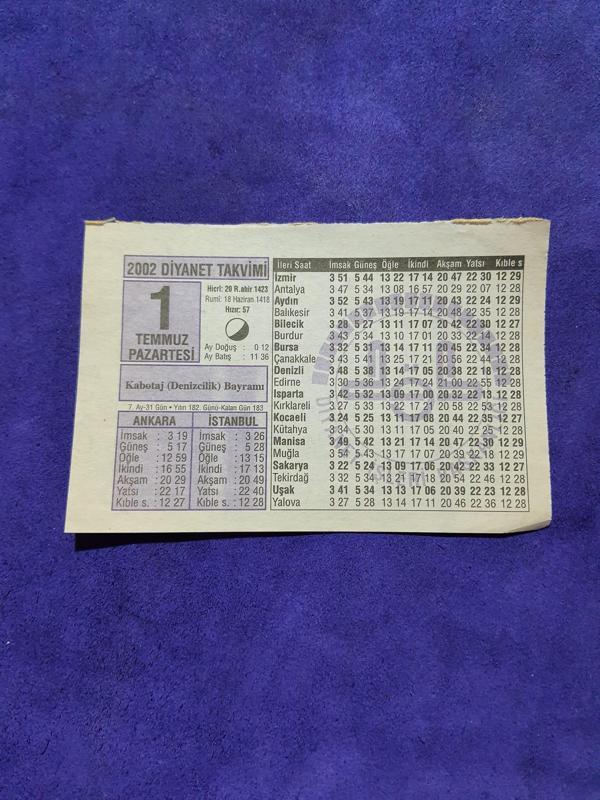 2002 DİYANET TAKVİMİ
1
TEMMUZ
PAZARTESİ
Hicrî: 20 R.ahir 1423
Rumî: 18 Haziran 1418
Hızır: 57
Ay Doğuş : 0 12
Ay Batış : 11 36
Kabotaj (Denizcilik) Bayramı
7. Ay-31 Gün • Yılın 182. Günü-Kalan Gün 183
ANKARA
İmsak : 3 19
Güneş : 5 17
Öğle : 12 59
İkindi : 16 55
Akşam : 20 29
Yatsı : 22 17
Kıble s. : 12 27
İSTANBUL
İmsak : 3 26
Güneş : 5 28
Öğle : 13 15
İkindi : 17 13
Akşam : 20 49
Yatsı : 22 40
Kıble s. : 12 28
İleri Saat İmsak Güneş Öğle İkindi Akşam Yatsı Kıble s
İzmir 3 51 5 44 13 22 17 14 20 47 22 30 12 29
Antalya 3 47 5 34 13 08 16 57 20 29 22 07 12 28
Aydın 3 52 5 43 13 19 17 11 20 43 22 24 12 29
Balıkesir 3 41 5 37 13 19 17 14 20 48 22 35 12 28
Bilecik 3 28 5 27 13 11 17 07 20 42 22 30 12 27
Burdur 3 43 5 34 13 10 17 01 20 33 22 14 12 28
Bursa 3 32 5 31 13 14 17 11 20 45 22 34 12 28
Çanakkale 3 43 5 41 13 25 17 21 20 56 22 44 12 28
Denizli 3 48 5 38 13 14 17 05 20 38 22 18 12 28
Edirne 3 30 5 36 13 24 17 24 21 00 22 55 12 28
Isparta 3 42 5 32 13 09 17 00 20 32 22 13 12 28
Kırklareli 3 27 5 33 13 22 17 21 20 58 22 53 12 28
Kocaeli 3 24 5 25 13 11 17 08 20 44 22 35 12 27
Kütahya 3 34 5 30 13 11 17 05 20 40 22 25 12 28
Manisa 3 49 5 42 13 21 17 14 20 47 22 30 12 29
Muğla 3 54 5 43 13 17 17 07 20 39 22 18 12 29
Sakarya 3 22 5 24 13 09 17 06 20 42 22 33 12 27
Tekirdağ 3 32 5 34 13 21 17 18 20 54 22 46 12 28
Uşak 3 41 5 34 13 13 17 06 20 39 22 23 12 28
Yalova 3 27 5 28 13 14 17 11 20 46 22 36 12 28